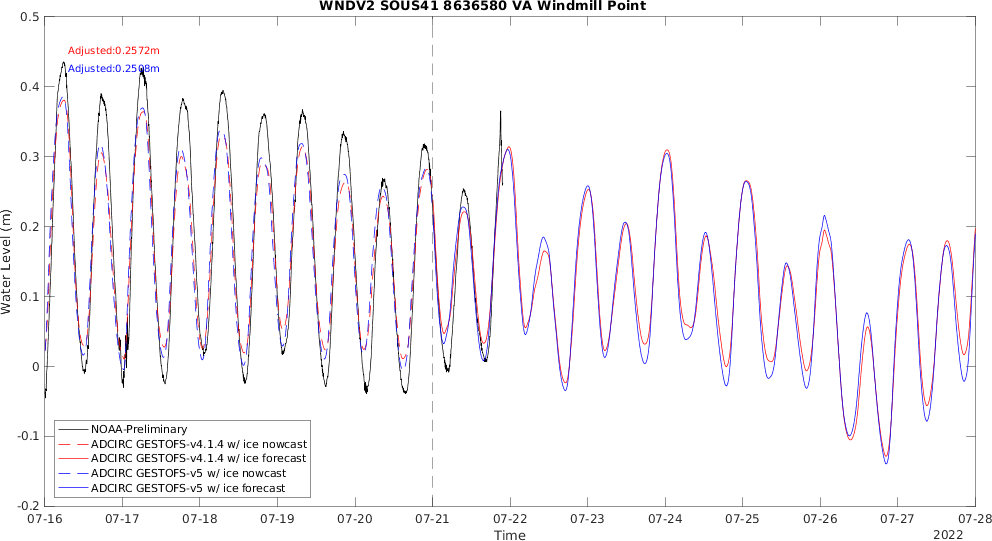 WNDV2 SOUS41 8636580 VA Windmill Point
0.5
0.4
0.3
0.2
0.1
0
-0.1
-0.2
Water Level (m)
Adjusted:0.2572m
Adjusted:0.2508m
NOAA-Preliminary
ADCIRC GESTOFS-v4.1.4 w/ ice nowcast
ADCIRC GESTOFS-v4.1.4 w/ ice forecast
ADCIRC GESTOFS-v5 w/ ice nowcast
ADCIRC GESTOFS-v5 w/ ice forecast
07-16 07-17 07-18 07-19 07-20 07-21 07-22 07-23 07-24 07-25 07-26 07-27 07-28
Time
2022